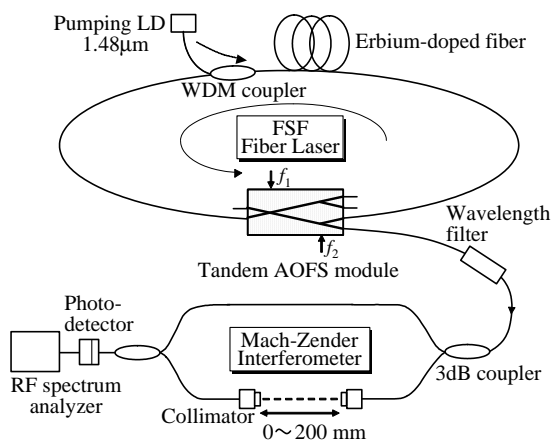 Pumping LD
1.48µm
Erbium-doped fiber
WDM coupler
FSF
Fiber Laser
f1
f2
Tandem AOFS module
Wavelength
filter
Photo-
detector
Mach-Zender
Interferometer
RF spectrum
analyzer
3dB coupler
Collimator
0～200 mm